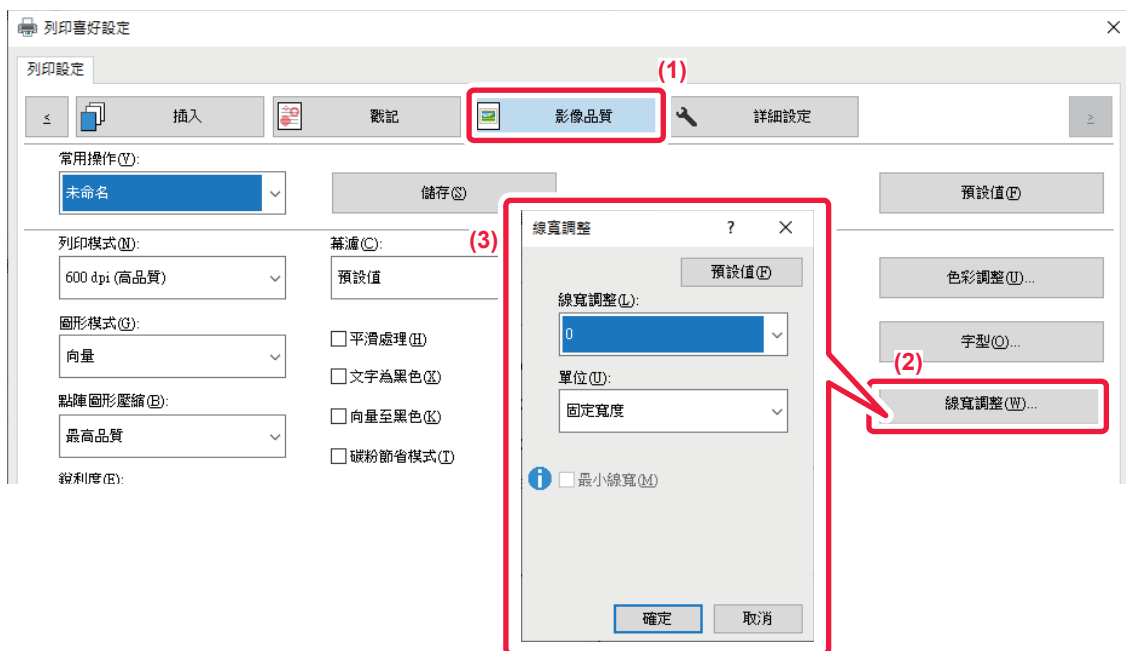 列印喜好設定
列印設定
(1)
≤ 插入 戳記 影像品質 詳細設定 ≥
常用操作(V):
未命名 儲存(S) 預設值(F)
列印模式(N): 幕濾(C):
600 dpi (高品質) 預設值 色彩調整(U)...
圖形模式(G):
向量 平滑處理(H) 字型(O)...
文字為黑色(X)
(2)
點陣圖形壓縮(B): 向量至黑色(K) 線寬調整(W)...
最高品質
碳粉節省模式(T)
銳利度(E):
(3)
線寬調整 ? ×
預設值(F)
線寬調整(L):
0
單位(U):
固定寬度
最小線寬(M)
確定 取消